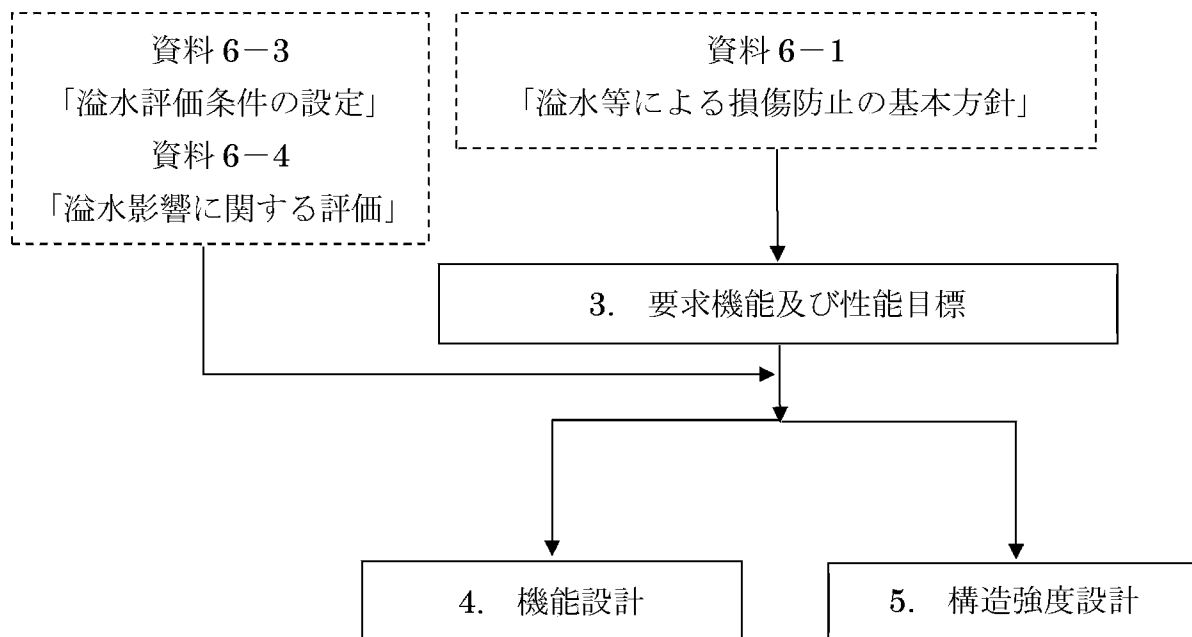 資料 6－3
「溢水評価条件の設定」
資料 6－4
「溢水影響に関する評価」
資料 6－1
「溢水等による損傷防止の基本方針」
3.　要求機能及び性能目標
4.　機能設計
5.　構造強度設計